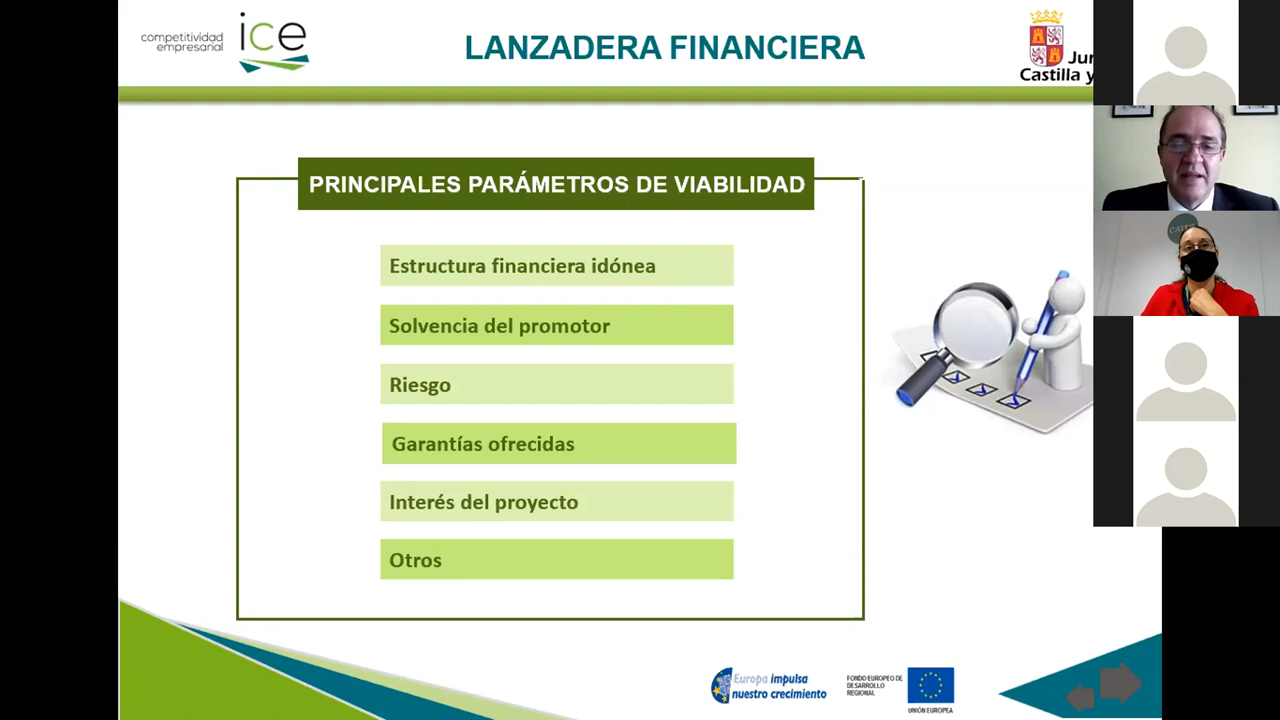 competitividad
empresarial
ice
LANZADERA FINANCIERA
Jun
Castilla y
PRINCIPALES PARÁMETROS DE VIABILIDAD
Estructura financiera idónea
Solvencia del promotor
Riesgo
Garantías ofrecidas
Interés del proyecto
Otros
Europa impulsa
nuestro crecimiento
FONDO EUROPEO DE
DESARROLLO
REGIONAL
UNIÓN EUROPEA